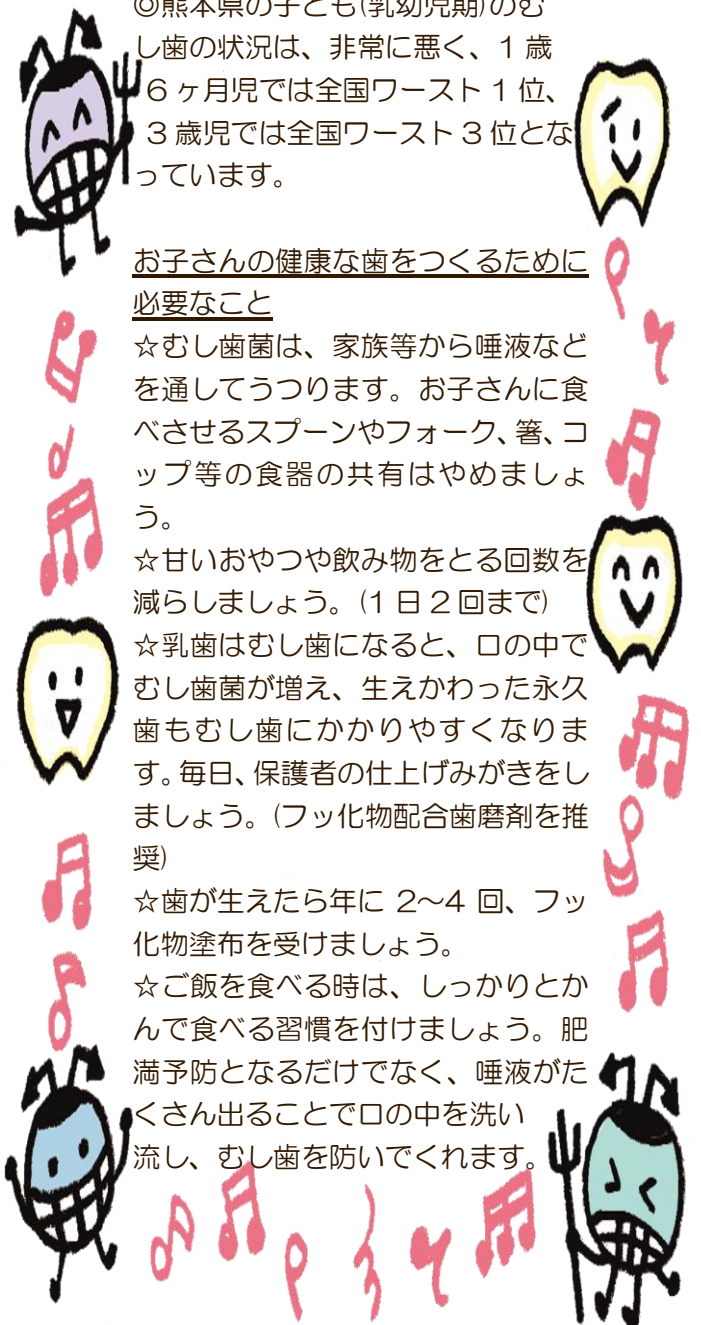 ◎熊本県の子ども(乳幼児期)のむ
し歯の状況は、非常に悪く、1 歳
6 ヶ月児では全国ワースト 1 位、
3 歳児では全国ワースト 3 位とな
っています。
お子さんの健康な歯をつくるために
必要なこと
☆むし歯菌は、家族等から唾液など
を通してうつります。お子さんに食
べさせるスプーンやフォーク、箸、コ
ップ等の食器の共有はやめましょ
う。
☆甘いおやつや飲み物をとる回数を
減らしましょう。(1 日 2 回まで)
☆乳歯はむし歯になると、口の中で
むし歯菌が増え、生えかわった永久
歯もむし歯にかかりやすくなりま
す。毎日、保護者の仕上げみがきをし
ましょう。(フッ化物配合歯磨剤を推
奨)
☆歯が生えたら年に 2～4 回、フッ
化物塗布を受けましょう。
☆ご飯を食べる時は、しっかりとか
んで食べる習慣を付けましょう。肥
満予防となるだけでなく、唾液がた
くさん出ることで口の中を洗い
流し、むし歯を防いでくれます。